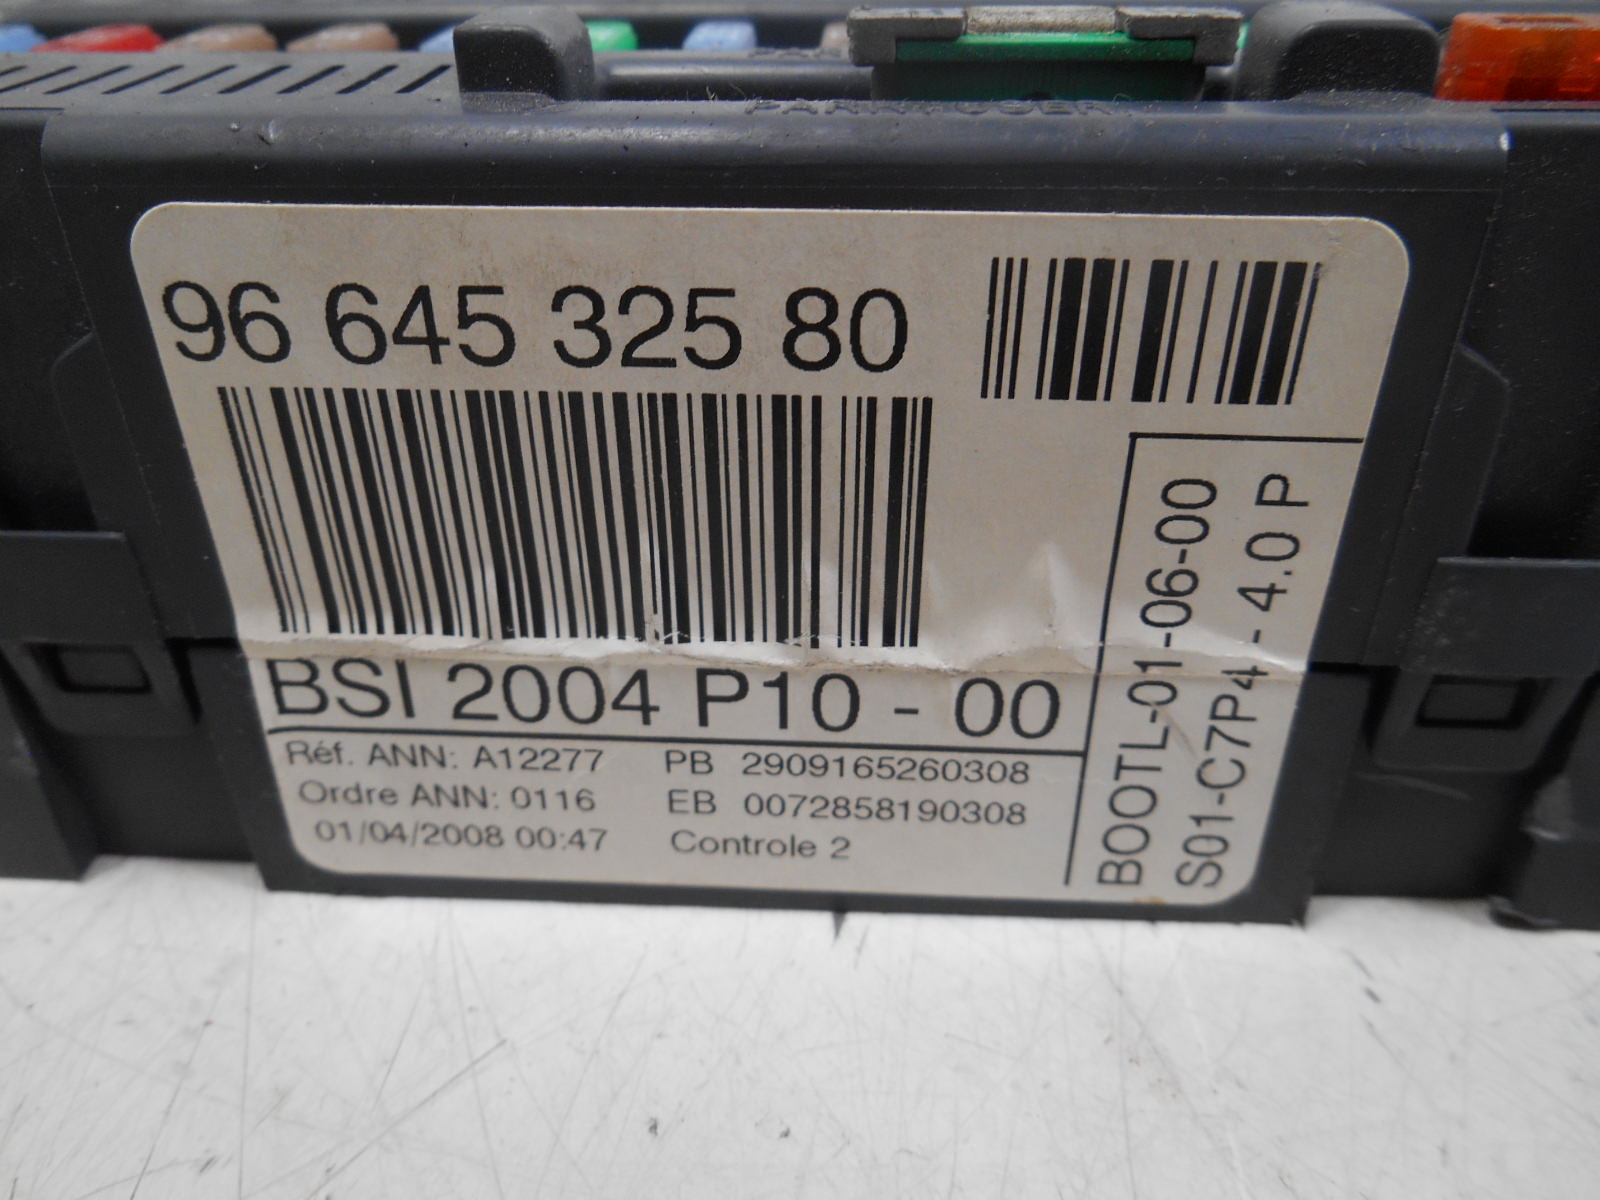 96 645 325 80
BSI 2004 P10 - 00
Réf. ANN: A12277 PB 2909165260308
Ordre ANN: 0116 EB 0072858190308
01/04/2008 00:47 Controle 2
BOOTL-01-06-00
S01-C7P4 - 4.0 P